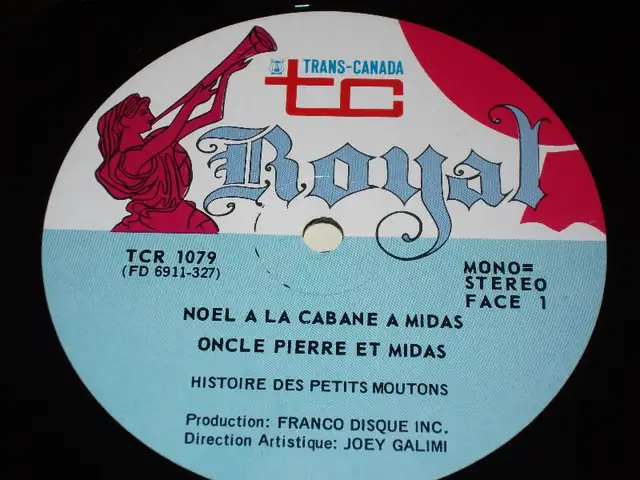 TRANS-CANADA
tc
Royal
TCR 1079
(FD 6911-327)
MONO=
STEREO
FACE 1
NOEL A LA CABANE A MIDAS
ONCLE PIERRE ET MIDAS
HISTOIRE DES PETITS MOUTONS
Production: FRANCO DISQUE INC.
Direction Artistique: JOEY GALIMI